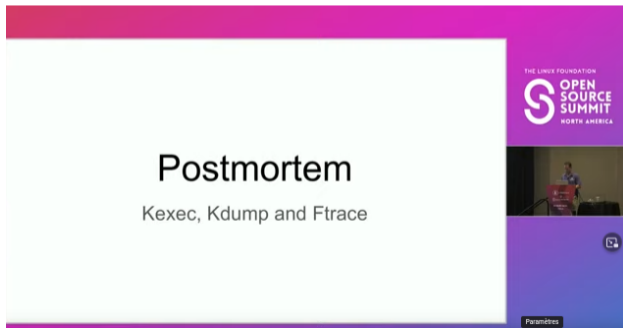 Postmortem
Kexec, Kdump and Ftrace
THE LINUX FOUNDATION
OPEN
SOURCE
SUMMIT
NORTH AMERICA
Paramètres